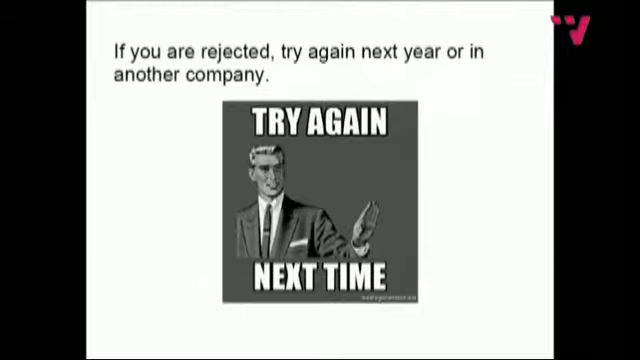 If you are rejected, try again next year or in
another company.
TRY AGAIN
NEXT TIME